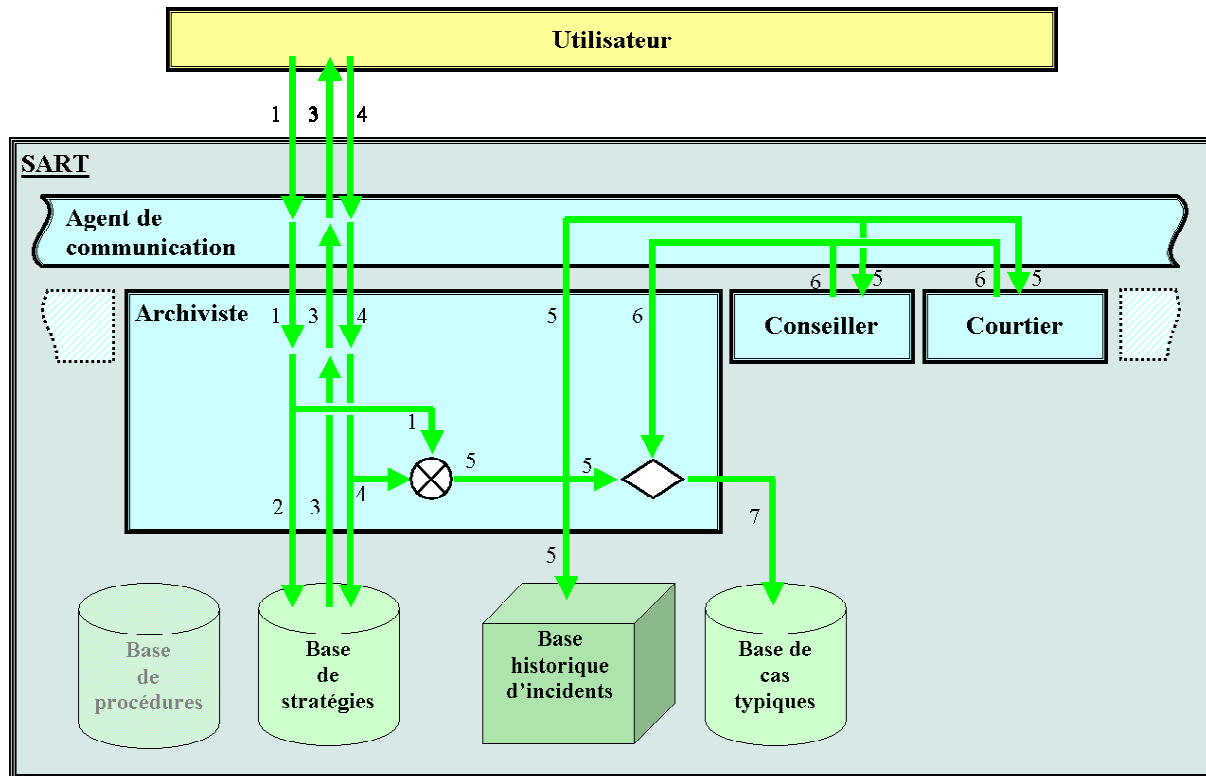 Utilisateur
1 3 4
SART
Agent de
communication
6 5 6 5
Archiviste
1 3 4 5 6
Conseiller
Courtier
1
5 5
4
2 3 7
5
Base
de
procédures
Base
de
stratégies
Base
historique
d'incidents
Base de
cas
typiques